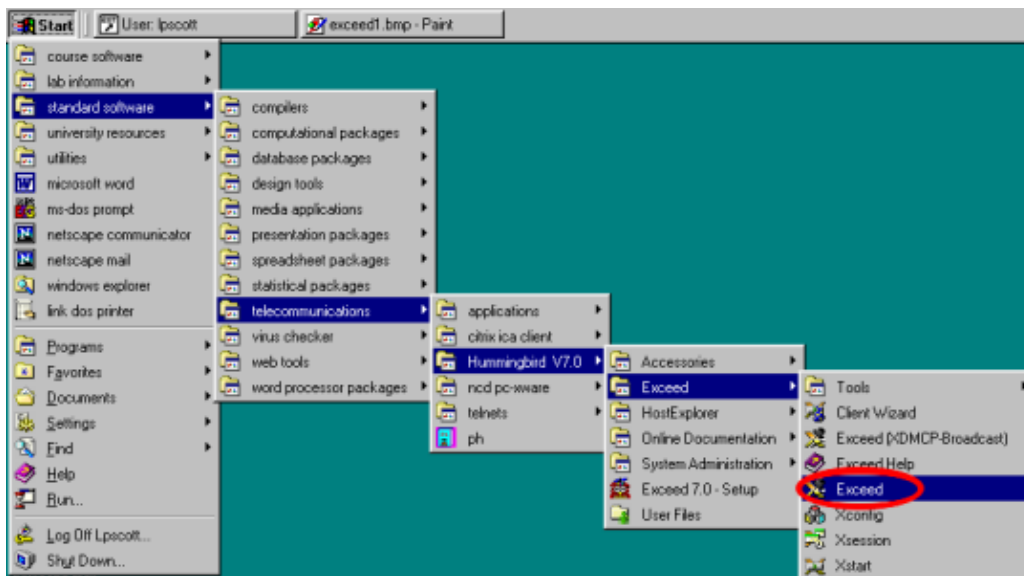 Start
User: lpscott
exceed1.bmp - Paint
course software
lab information
standard software
university resources
utilities
microsoft word
ms-dos prompt
netscape communicator
netscape mail
windows explorer
link dos printer
Programs
Favorites
Documents
Settings
Find
Help
Run...
Log Off Lpscott...
Shut Down...
compilers
computational packages
database packages
design tools
media applications
presentation packages
spreadsheet packages
statistical packages
telecommunications
virus checker
web tools
word processor packages
applications
citrix ica client
Hummingbird V7.0
ncd pc-xware
telnets
ph
Accessories
Exceed
HostExplorer
Online Documentation
System Administration
Exceed 7.0 - Setup
User Files
Tools
Client Wizard
Exceed (XDMCP-Broadcast)
Exceed Help
Exceed
Xconfig
Xsession
Xstart